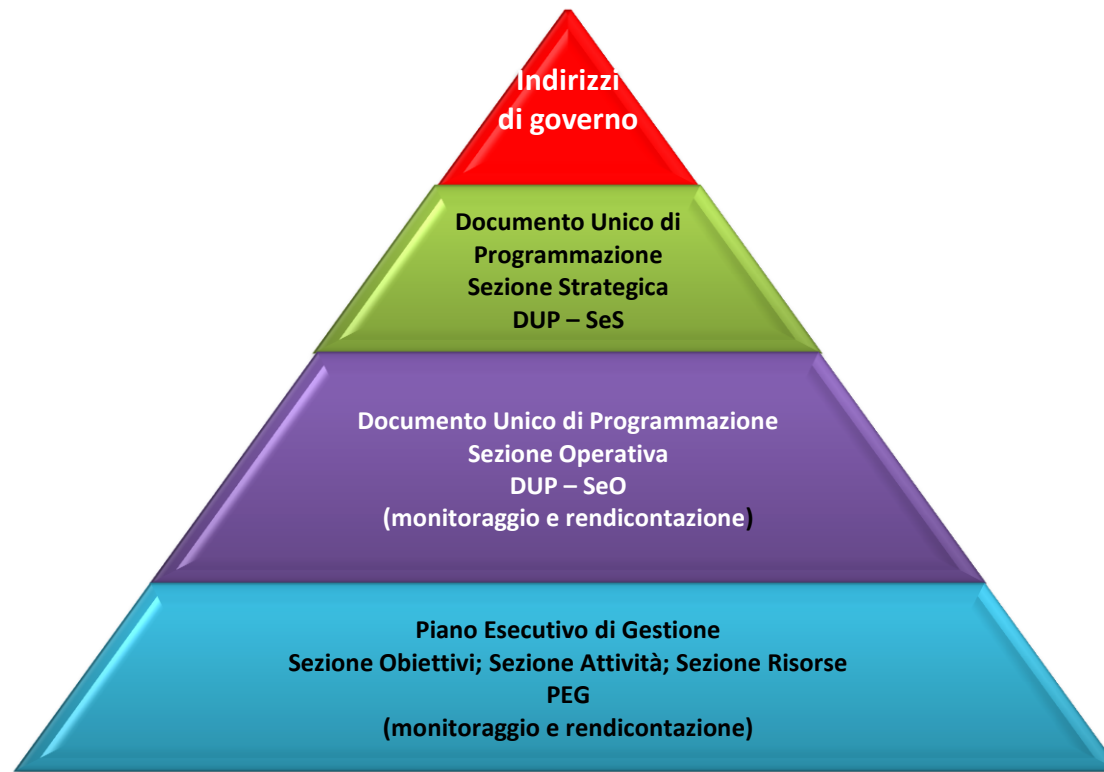 Indirizzi
di governo
Documento Unico di
Programmazione
Sezione Strategica
DUP – SeS
Documento Unico di Programmazione
Sezione Operativa
DUP – SeO
(monitoraggio e rendicontazione)
Piano Esecutivo di Gestione
Sezione Obiettivi; Sezione Attività; Sezione Risorse
PEG
(monitoraggio e rendicontazione)